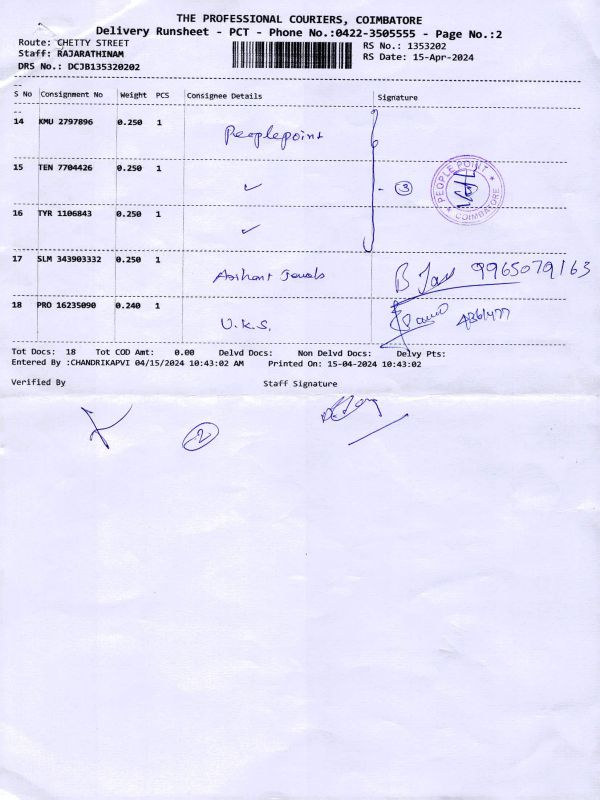 THE PROFESSIONAL COURIERS, COIMBATORE
Delivery Runsheet - PCT - Phone No.:0422-3505555 - Page No.:2
Route: CHETTY STREET
RS No.: 1353202
Staff: RAJARATHINAM
RS Date: 15-Apr-2024
DRS No.: DCJB135320202
S No Consignment No Weight PCS Consignee Details Signature
14 KMU 2797896 0.250 1 Peoplepoint
15 TEN 7704426 0.250 1 ✓ - 3
PEOPLE POINT * COIMBATORE *
16 TYR 1106843 0.250 1 ✓
17 SLM 343903332 0.250 1 Arihant Jewels 9965079163
18 PRO 16235090 0.240 1 U.K.S.
Tot Docs: 18 Tot COD Amt: 0.00 Delvd Docs: Non Delvd Docs: Delvy Pts:
Entered By :CHANDRIKAPVI 04/15/2024 10:43:02 AM Printed On: 15-04-2024 10:43:02
Verified By Staff Signature
2